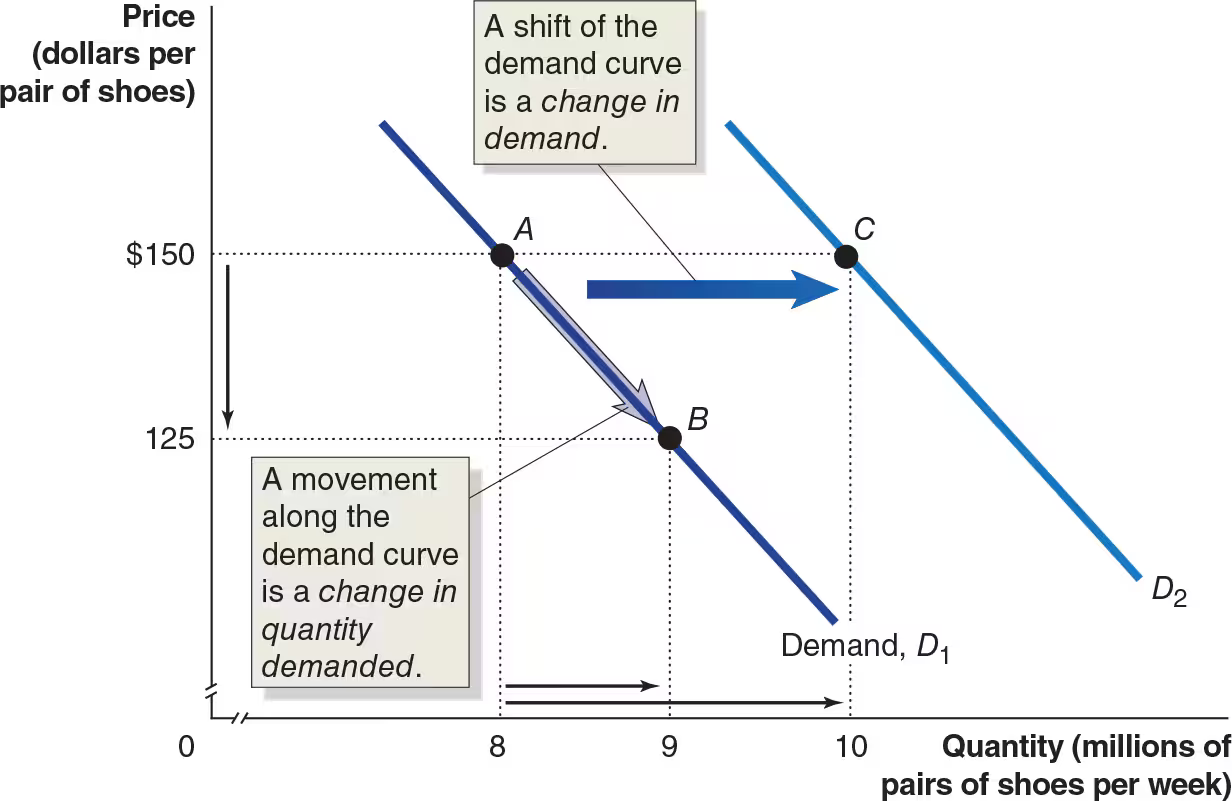 Price
(dollars per
pair of shoes)
A shift of the
demand curve
is a change in
demand.
A
C
$150
B
125
A movement
along the
demand curve
is a change in
quantity
demanded.
D2
Demand, D1
0
8
9
10
Quantity (millions of
pairs of shoes per week)